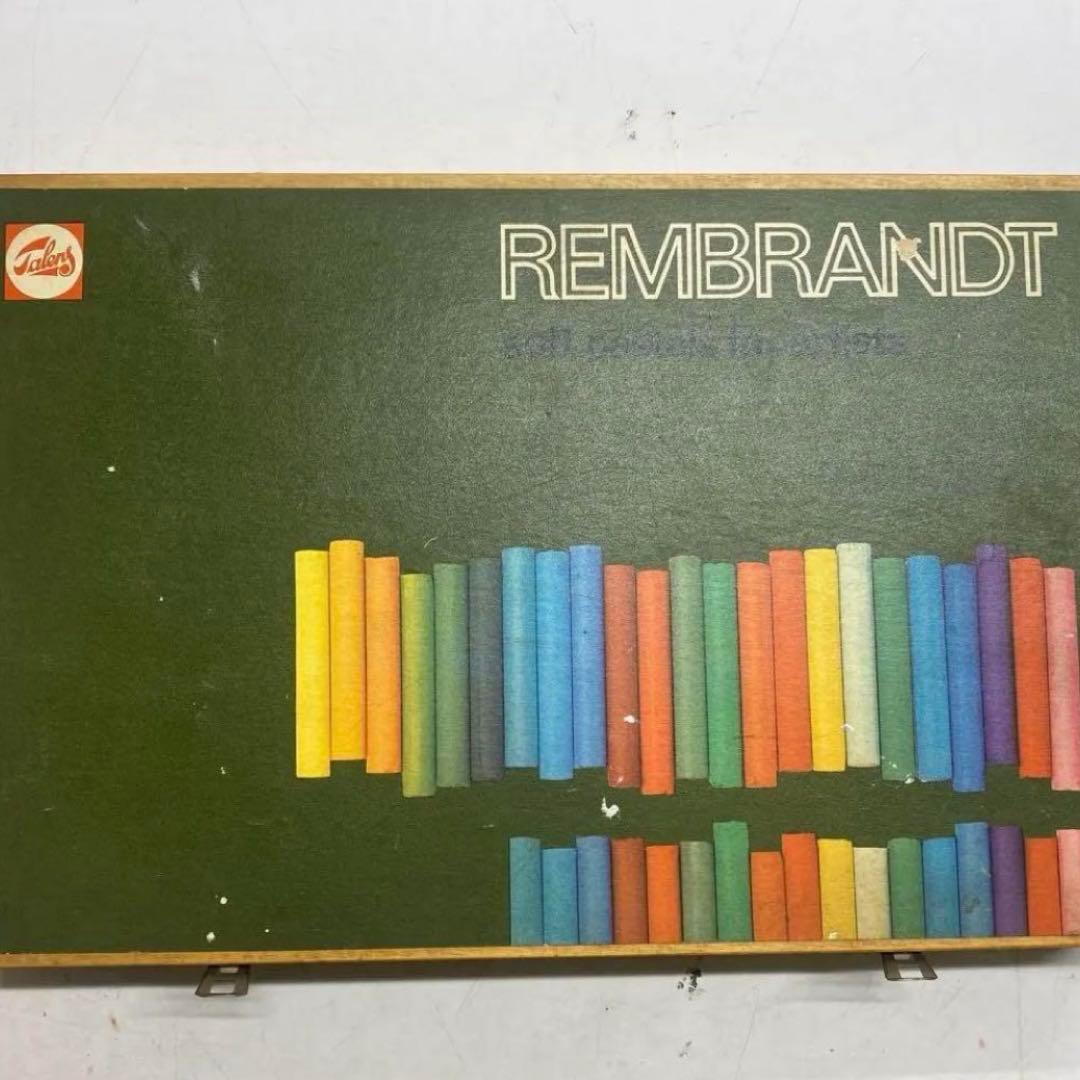 Talens
REMBRANDT
soft pastels for artists